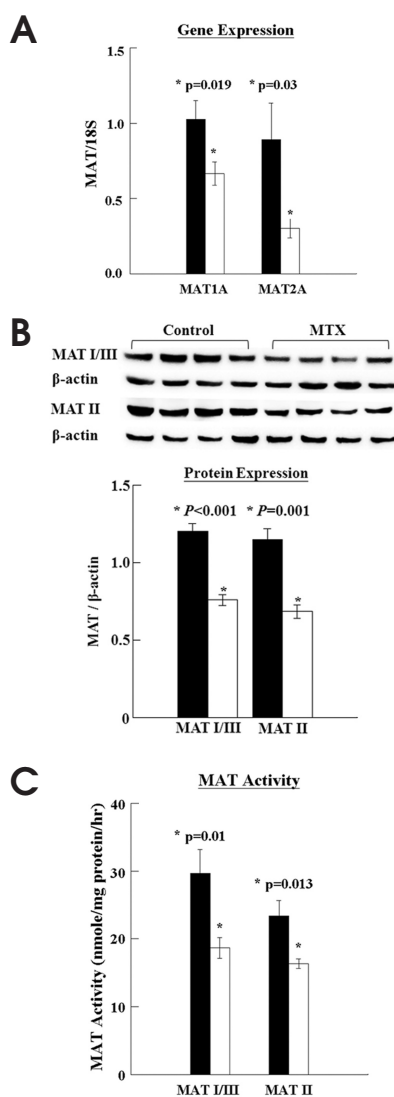 A
Gene Expression
* p=0.019 * p=0.03
MAT/18S
1.0
0.5
0.0
*
*
MAT1A MAT2A
B
Control MTX
MAT I/III
β-actin
MAT II
β-actin
Protein Expression
* P<0.001 * P=0.001
MAT / β-actin
1.5
1.0
0.5
0
*
*
MAT I/III MAT II
C
MAT Activity
* p=0.01
* p=0.013
MAT Activity (nmole/mg protein/hr)
40
30
20
10
0
*
*
MAT I/III MAT II